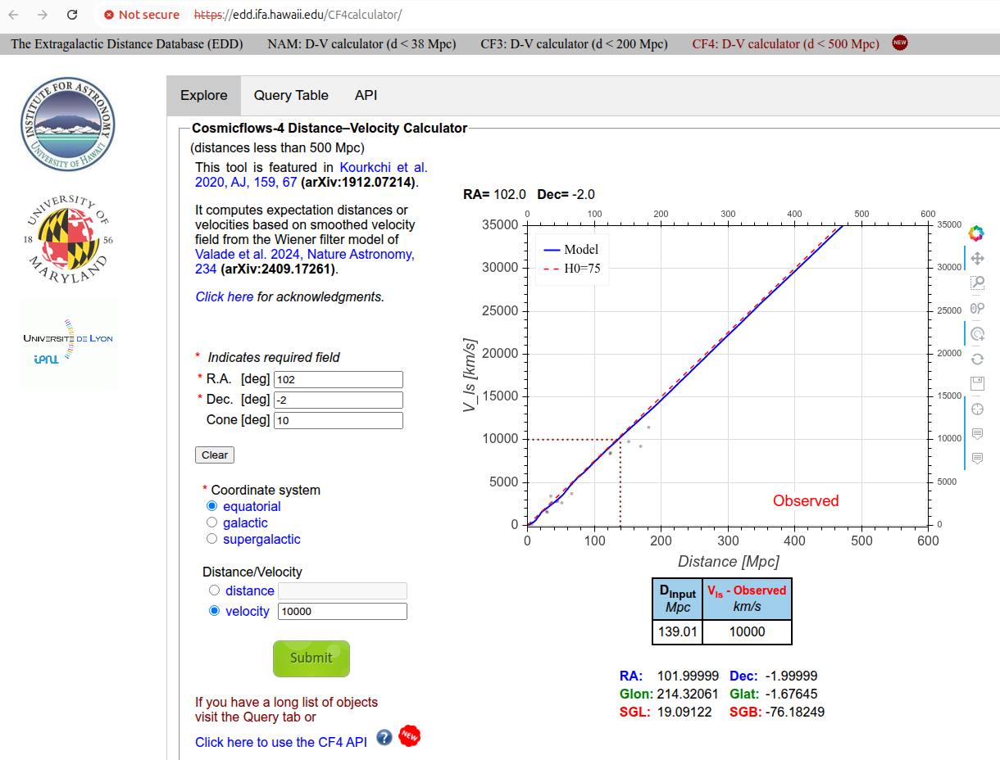 Not secure https://edd.ifa.hawaii.edu/CF4calculator/
The Extragalactic Distance Database (EDD) NAM: D-V calculator (d < 38 Mpc) CF3: D-V calculator (d < 200 Mpc) CF4: D-V calculator (d < 500 Mpc) NEW
INSTITUTE FOR ASTRONOMY
UNIVERSITY OF HAWAI'I
UNIVERSITY OF
18 56
MARYLAND
UNIVERSITE DE LYON
ipnl
Explore Query Table API
Cosmicflows-4 Distance–Velocity Calculator
(distances less than 500 Mpc)
This tool is featured in Kourkchi et al.
2020, AJ, 159, 67 (arXiv:1912.07214).
It computes expectation distances or
velocities based on smoothed velocity
field from the Wiener filter model of
Valade et al. 2024, Nature Astronomy,
234 (arXiv:2409.17261).
Click here for acknowledgments.
* Indicates required field
* R.A. [deg] 102
* Dec. [deg] -2
Cone [deg] 10
Clear
* Coordinate system
equatorial
galactic
supergalactic
Distance/Velocity
distance
velocity 10000
Submit
If you have a long list of objects
visit the Query tab or
Click here to use the CF4 API ? NEW
RA= 102.0 Dec= -2.0
0 100 200 300 400 500 600
35000 35000
30000 30000
25000 25000
20000 20000
15000 15000
10000 10000
5000 5000
0 0
Model
H0=75
V_ls [km/s]
Observed
0 100 200 300 400 500 600
Distance [Mpc]
Dinput Vls - Observed
Mpc km/s
139.01 10000
RA: 101.99999 Dec: -1.99999
Glon: 214.32061 Glat: -1.67645
SGL: 19.09122 SGB: -76.18249